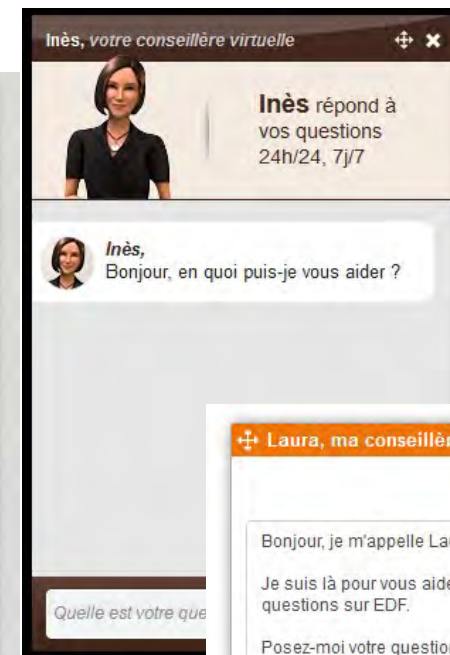 Inès, votre conseillère virtuelle
Inès répond à
vos questions
24h/24, 7j/7
Inès,
Bonjour, en quoi puis-je vous aider ?
Quelle est votre que
Laura, ma conseillèr
Bonjour, je m'appelle La
Je suis là pour vous aide
questions sur EDF.
Posez-moi votre question